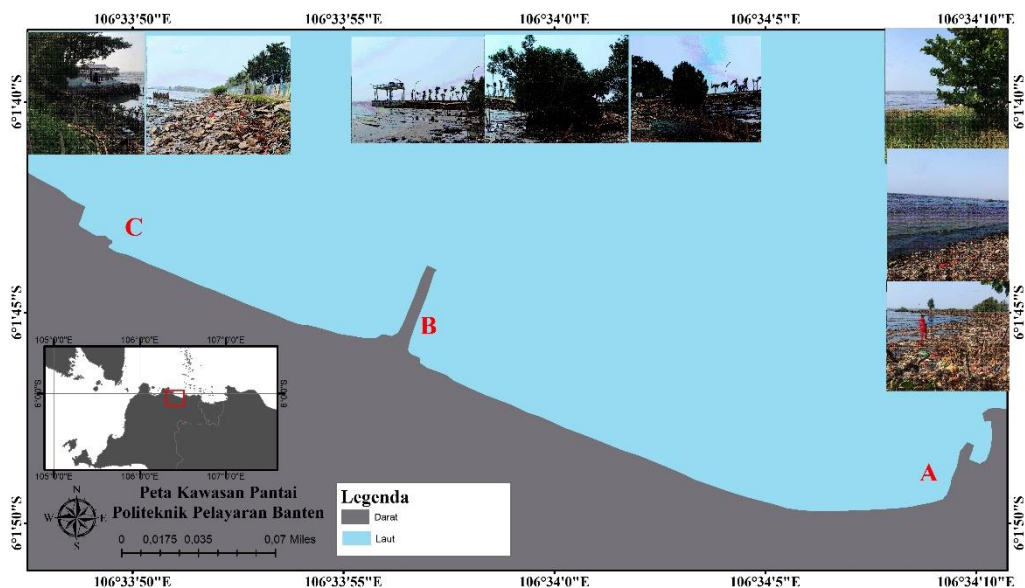 106°33'50"E 106°33'55"E 106°34'0"E 106°34'5"E 106°34'10"E
6°1'40"S 6°1'40"S
C
6°1'45"S 6°1'45"S
B
105°0'0"E 106°0'0"E 107°0'0"E
6°0'0"S 6°0'0"S
105°0'0"E 106°0'0"E 107°0'0"E
A
Peta Kawasan Pantai
Politeknik Pelayaran Banten
N
W E
S
0 0,0175 0,035 0,07 Miles
Legenda
Darat
Laut
6°1'50"S 6°1'50"S
106°33'50"E 106°33'55"E 106°34'0"E 106°34'5"E 106°34'10"E